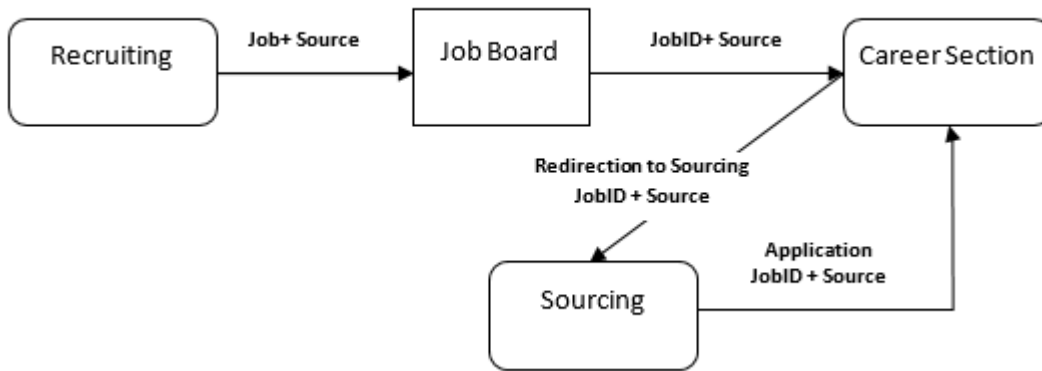 Recruiting
Job+ Source
Job Board
JobID+ Source
Career Section
Redirection to Sourcing
JobID + Source
Sourcing
Application
JobID + Source